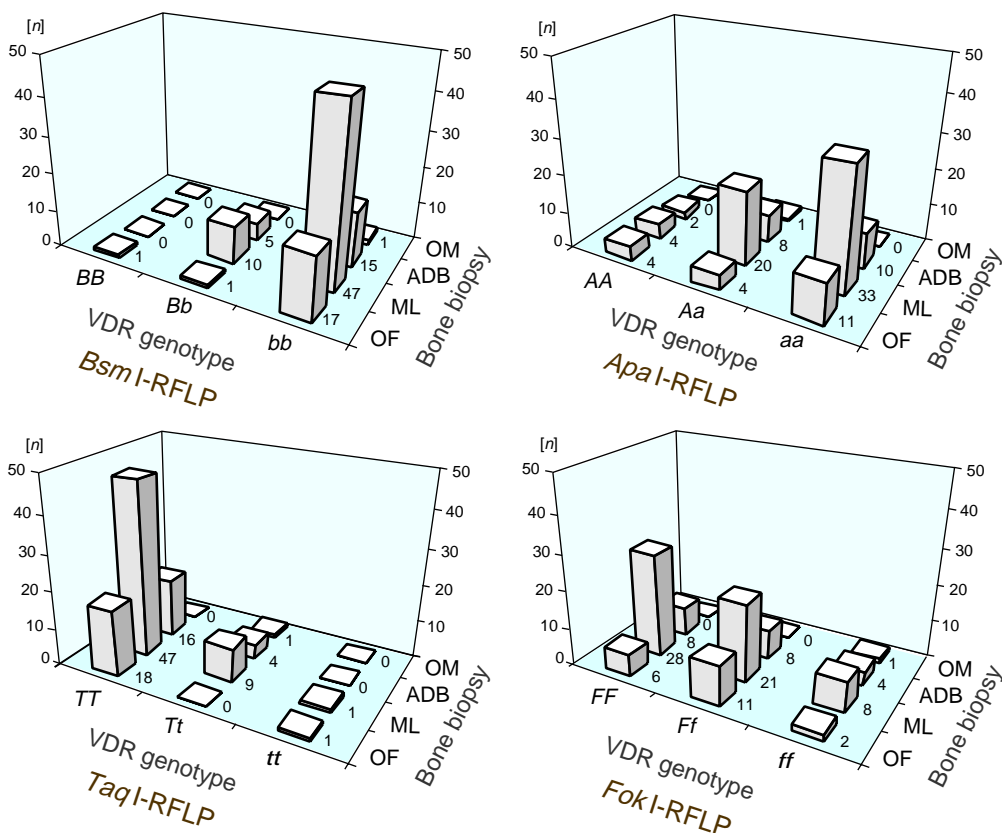 [n]
50
40
30
20
10
0
50
40
30
20
10
0
0
0
0
1
0
5
10
1
1
15
47
17
BB
Bb
bb
OM
ADB
ML
OF
VDR genotype
Bone biopsy
Bsm I-RFLP
[n]
50
40
30
20
10
0
50
40
30
20
10
0
0
2
4
4
1
8
20
4
0
10
33
11
AA
Aa
aa
OM
ADB
ML
OF
VDR genotype
Bone biopsy
Apa I-RFLP
[n]
50
40
30
20
10
0
50
40
30
20
10
0
16
47
18
1
4
9
0
0
0
1
1
TT
Tt
tt
OM
ADB
ML
OF
VDR genotype
Bone biopsy
Taq I-RFLP
[n]
50
40
30
20
10
0
50
40
30
20
10
0
8
28
6
0
8
21
11
1
4
8
2
FF
Ff
ff
OM
ADB
ML
OF
VDR genotype
Bone biopsy
Fok I-RFLP